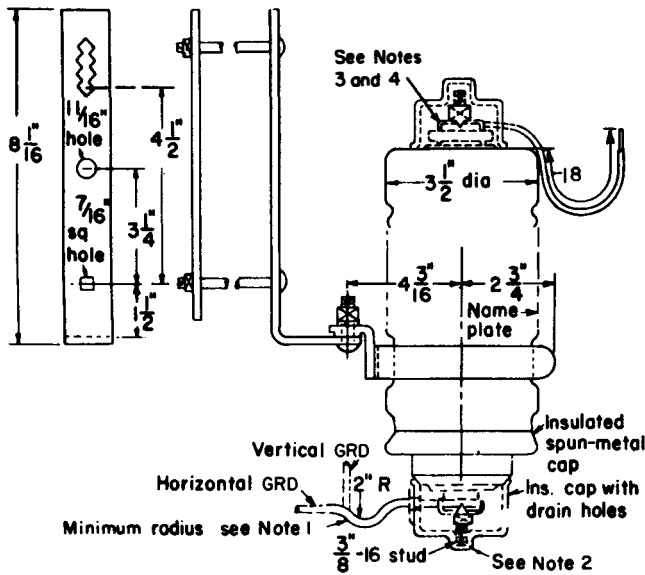 See Notes
3 and 4
11/16"
hole
8 1/16"
4 1/2"
18
3 1/2" dia
7/16"
sq
hole
3 1/4"
4 3/16"
2 3/4"
1/2"
Name
plate
Insulated
spun-metal
cap
Vertical GRD
Horizontal GRD
2" R
Ins. cap with
drain holes
Minimum radius see Note 1
3/8"-16 stud
See Note 2